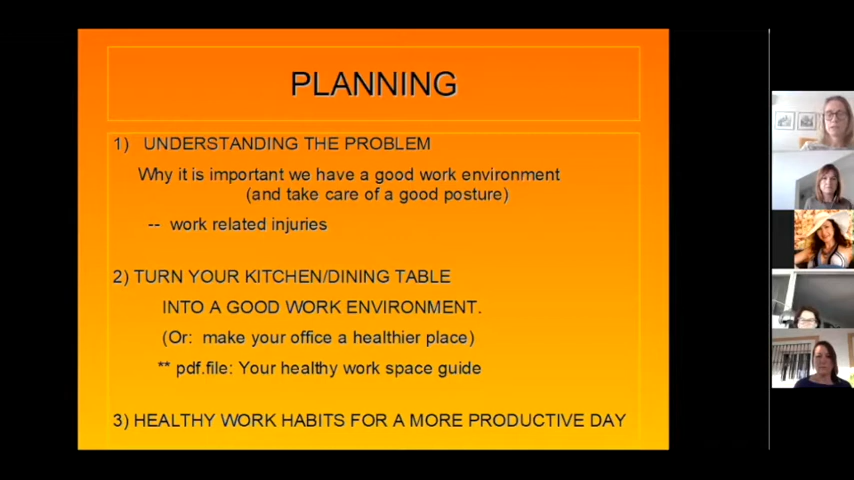 PLANNING
1) UNDERSTANDING THE PROBLEM
Why it is important we have a good work environment
(and take care of a good posture)
-- work related injuries
2) TURN YOUR KITCHEN/DINING TABLE
INTO A GOOD WORK ENVIRONMENT.
(Or: make your office a healthier place)
** pdf.file: Your healthy work space guide
3) HEALTHY WORK HABITS FOR A MORE PRODUCTIVE DAY